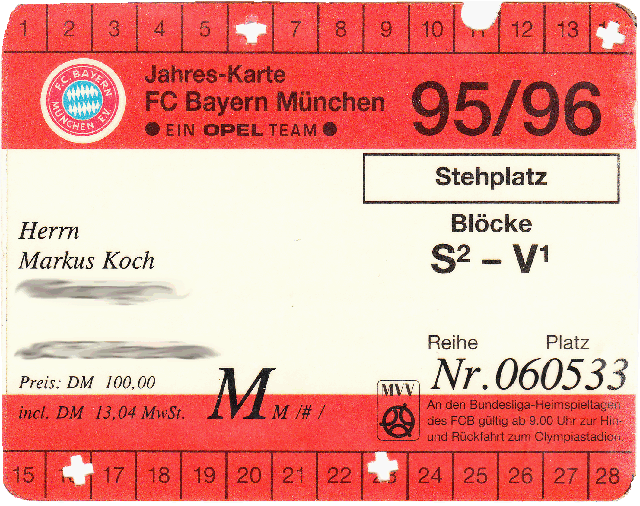 1 2 3 4 5 7 8 9 10 11 12 13
FC BAYERN
MÜNCHEN E.V.
Jahres-Karte
FC Bayern München
● EIN OPEL TEAM ●
95/96
Stehplatz
Blöcke
S² – V¹
Herrn
Markus Koch
Reihe Platz
Nr.060533
Preis: DM 100,00
incl. DM 13,04 MwSt.
M M /#/
MVV
An den Bundesliga-Heimspieltagen
des FCB gültig ab 9.00 Uhr zur Hin-
und Rückfahrt zum Olympiastadion.
15 17 18 19 20 21 22 24 25 26 27 28